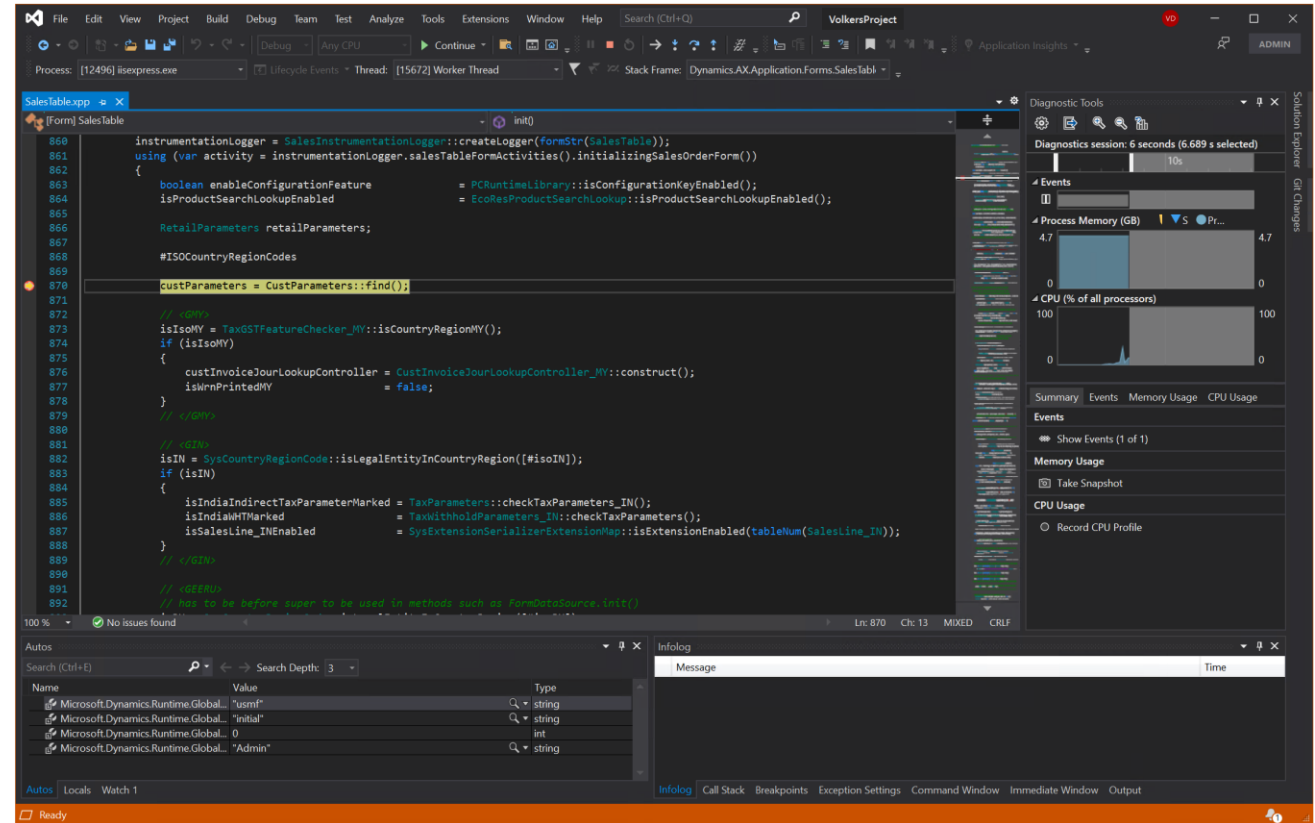 File Edit View Project Build Debug Team Test Analyze Tools Extensions Window Help Search (Ctrl+Q) VolkersProject VD
Debug Any CPU Continue Application Insights ADMIN
Process: [12496] iisexpress.exe Lifecycle Events Thread: [15672] Worker Thread Stack Frame: Dynamics.AX.Application.Forms.SalesTabl
SalesTable.xpp
[Form] SalesTable init()
860 instrumentationLogger = SalesInstrumentationLogger::createLogger(formStr(SalesTable));
861 using (var activity = instrumentationLogger.salesTableFormActivities().initializingSalesOrderForm())
862 {
863 boolean enableConfigurationFeature = PCRuntimeLibrary::isConfigurationKeyEnabled();
864 isProductSearchLookupEnabled = EcoResProductSearchLookup::isProductSearchLookupEnabled();
865
866 RetailParameters retailParameters;
867
868 #ISOCountryRegionCodes
869
870 custParameters = CustParameters::find();
871
872 // <GMY>
873 isIsoMY = TaxGSTFeatureChecker_MY::isCountryRegionMY();
874 if (isIsoMY)
875 {
876 custInvoiceJourLookupController = CustInvoiceJourLookupController_MY::construct();
877 isWrnPrintedMY = false;
878 }
879 // </GMY>
880
881 // <GIN>
882 isIN = SysCountryRegionCode::isLegalEntityInCountryRegion([#isoIN]);
883 if (isIN)
884 {
885 isIndiaIndirectTaxParameterMarked = TaxParameters::checkTaxParameters_IN();
886 isIndiaWHTMarked = TaxWithholdParameters_IN::checkTaxParameters();
887 isSalesLine_INEnabled = SysExtensionSerializerExtensionMap::isExtensionEnabled(tableNum(SalesLine_IN));
888 }
889 // </GIN>
890
891 // <GEERU>
892 // has to be before super to be used in methods such as FormDataSource.init()
100 % No issues found Ln: 870 Ch: 13 MIXED CRLF
Diagnostic Tools
Diagnostics session: 6 seconds (6.689 s selected)
10s
Events
Process Memory (GB) S Pr...
4.7 4.7
0 0
CPU (% of all processors)
100 100
0 0
Summary Events Memory Usage CPU Usage
Events
Show Events (1 of 1)
Memory Usage
Take Snapshot
CPU Usage
Record CPU Profile
Solution Explorer
Git Changes
Autos
Search (Ctrl+E) Search Depth: 3
Name Value Type
Microsoft.Dynamics.Runtime.Global... "usmf" string
Microsoft.Dynamics.Runtime.Global... "initial" string
Microsoft.Dynamics.Runtime.Global... 0 int
Microsoft.Dynamics.Runtime.Global... "Admin" string
Autos Locals Watch 1
Infolog
Message Time
Infolog Call Stack Breakpoints Exception Settings Command Window Immediate Window Output
Ready 1